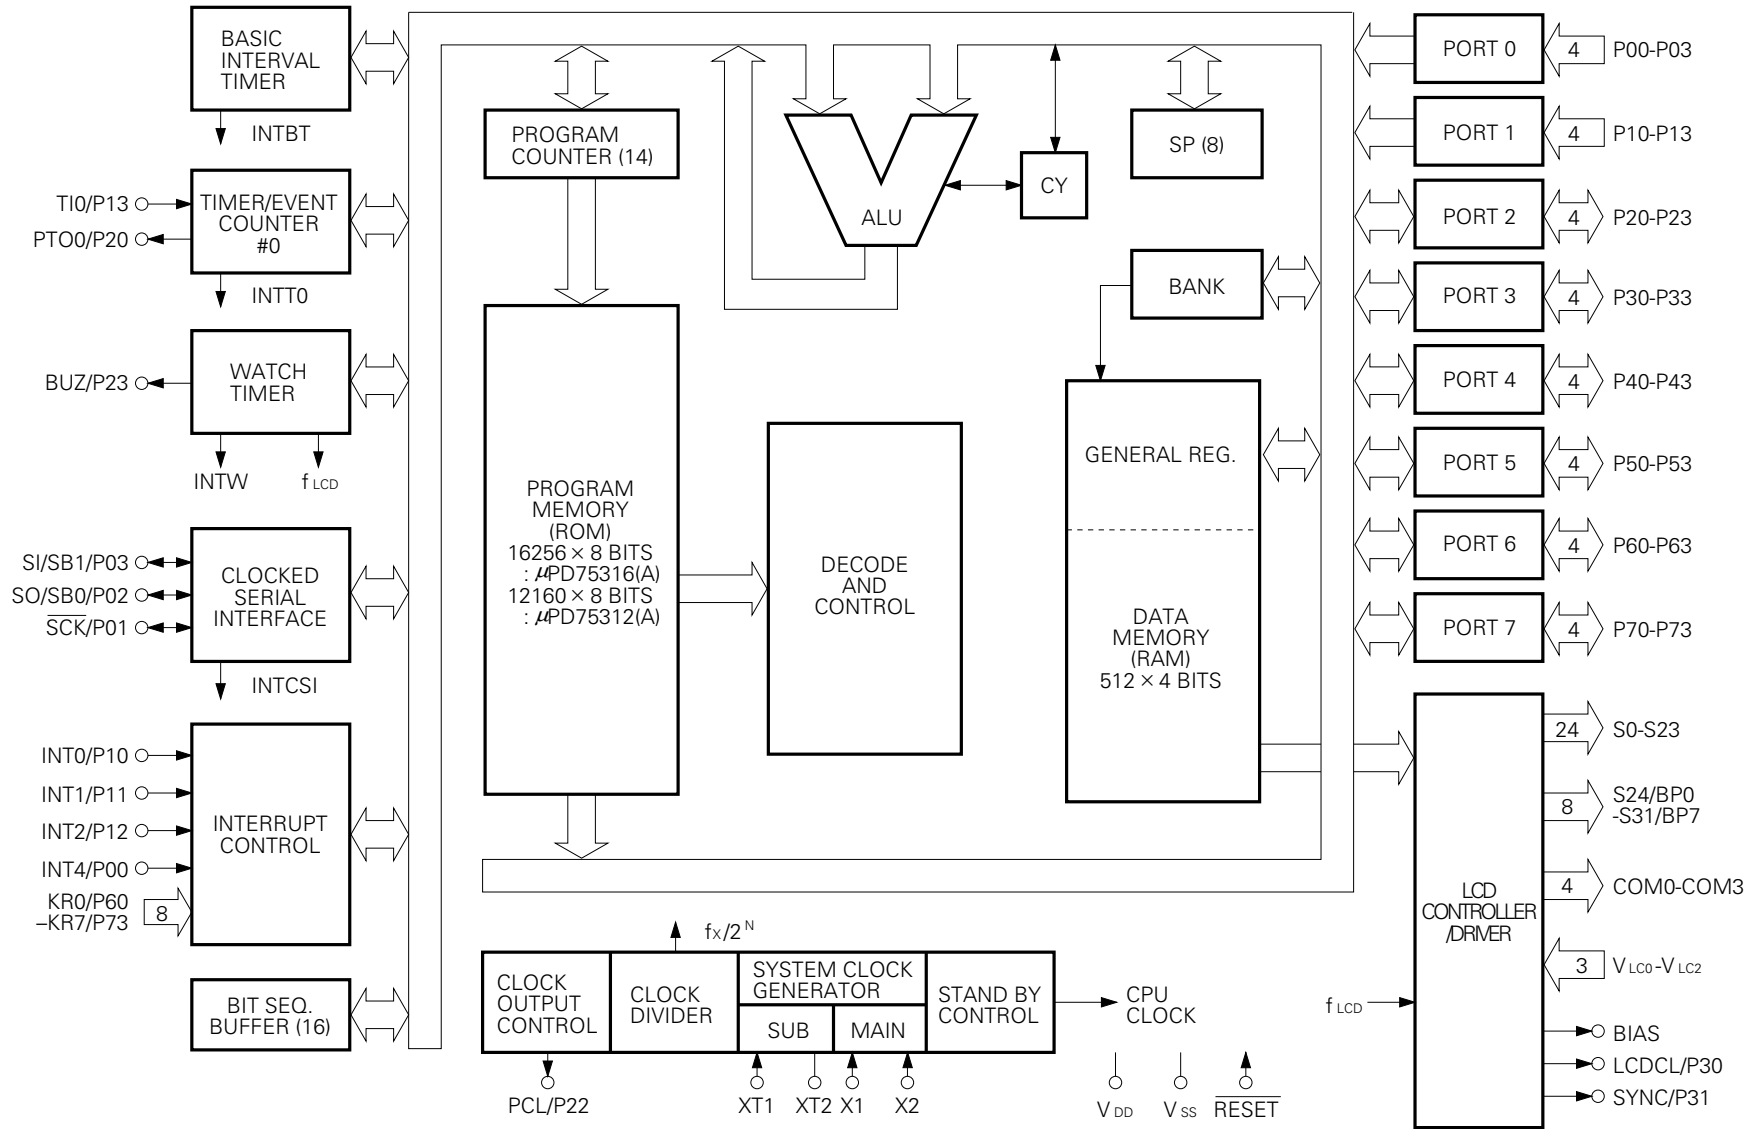 BASIC
INTERVAL
TIMER
INTBT
TI0/P13
PTO0/P20
TIMER/EVENT
COUNTER
#0
INTT0
BUZ/P23
WATCH
TIMER
INTW
f LCD
SI/SB1/P03
SO/SB0/P02
S̅C̅K̅/P01
CLOCKED
SERIAL
INTERFACE
INTCSI
INT0/P10
INT1/P11
INT2/P12
INT4/P00
KR0/P60
–KR7/P73
8
INTERRUPT
CONTROL
BIT SEQ.
BUFFER (16)
PROGRAM
COUNTER (14)
ALU
CY
SP (8)
BANK
PROGRAM
MEMORY
(ROM)
16256 × 8 BITS
: μPD75316(A)
12160 × 8 BITS
: μPD75312(A)
DECODE
AND
CONTROL
GENERAL REG.
DATA
MEMORY
(RAM)
512 × 4 BITS
fX/2 N
CLOCK
OUTPUT
CONTROL
CLOCK
DIVIDER
SYSTEM CLOCK
GENERATOR
SUB
MAIN
STAND BY
CONTROL
CPU
CLOCK
PCL/P22
XT1
XT2
X1
X2
V DD
V SS
R̅E̅S̅E̅T̅
PORT 0
4
P00-P03
PORT 1
4
P10-P13
PORT 2
4
P20-P23
PORT 3
4
P30-P33
PORT 4
4
P40-P43
PORT 5
4
P50-P53
PORT 6
4
P60-P63
PORT 7
4
P70-P73
LCD
CONTROLLER
/DRIVER
24
S0-S23
8
S24/BP0
-S31/BP7
4
COM0-COM3
3
V LC0 -V LC2
f LCD
BIAS
LCDCL/P30
SYNC/P31